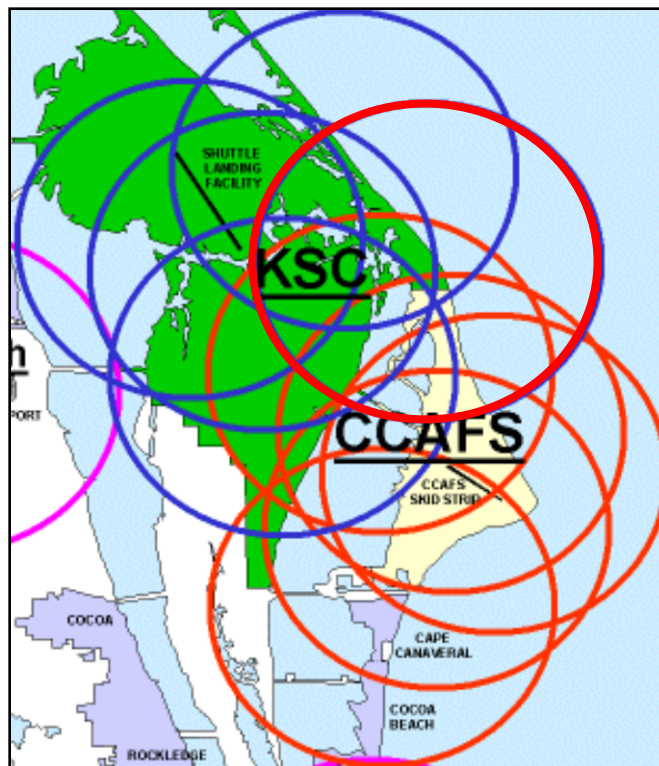 SHUTTLE
LANDING
FACILITY
KSC
PORT
CCAFS
CCAFS
SKID STRIP
COCOA
CAPE
CANAVERAL
COCOA
BEACH
ROCKLEDGE